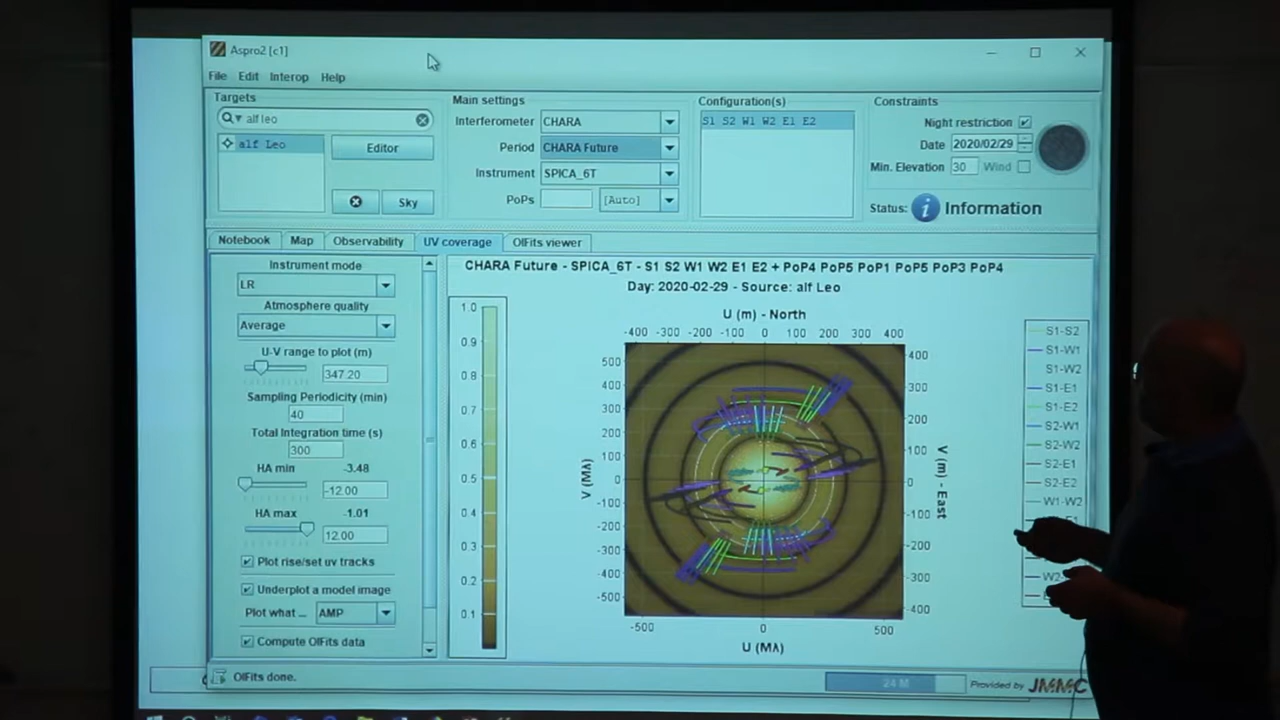 Aspro2 [c1]
File Edit Interop Help
Targets
alf leo
alf Leo
Editor
Sky
Main settings
Interferometer CHARA
Period CHARA Future
Instrument SPICA_6T
PoPs [Auto]
Configuration(s)
S1 S2 W1 W2 E1 E2
Constraints
Night restriction
Date 2020/02/29
Min. Elevation 30 Wind
Status: Information
Notebook Map Observability UV coverage OIFits viewer
Instrument mode
LR
Atmosphere quality
Average
U-V range to plot (m)
347.20
Sampling Periodicity (min)
40
Total Integration time (s)
300
HA min -3.48
-12.00
HA max -1.01
12.00
Plot rise/set uv tracks
Underplot a model image
Plot what ... AMP
Compute OIFits data
CHARA Future - SPICA_6T - S1 S2 W1 W2 E1 E2 + PoP4 PoP5 PoP1 PoP5 PoP3 PoP4
Day: 2020-02-29 - Source: alf Leo
U (m) - North
-400 -300 -200 -100 0 100 200 300 400
1.0
0.9
0.8
0.7
0.6
0.5
0.4
0.3
0.2
0.1
V (Mλ)
500
400
300
200
100
0
-100
-200
-300
-400
-500
400
300
200
100
0
-100
-200
-300
-400
V (m) - East
-500 0 500
U (Mλ)
S1-S2
S1-W1
S1-W2
S1-E1
S1-E2
S2-W1
S2-W2
S2-E1
S2-E2
W1-W2
OIFits done.
24 M
Provided by JMMC